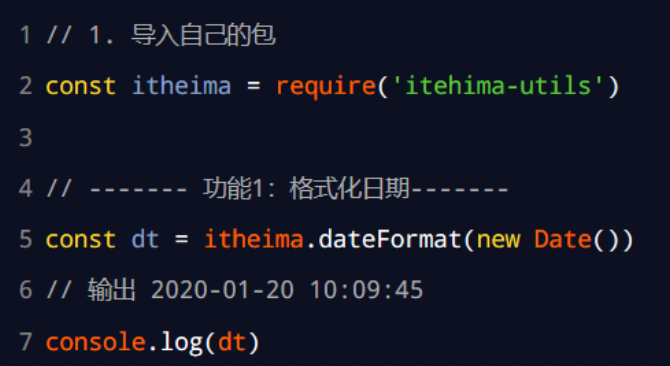 1 // 1. 导入自己的包
2 const itheima = require('itehima-utils')
3
4 // ------- 功能1：格式化日期-------
5 const dt = itheima.dateFormat(new Date())
6 // 输出 2020-01-20 10:09:45
7 console.log(dt)